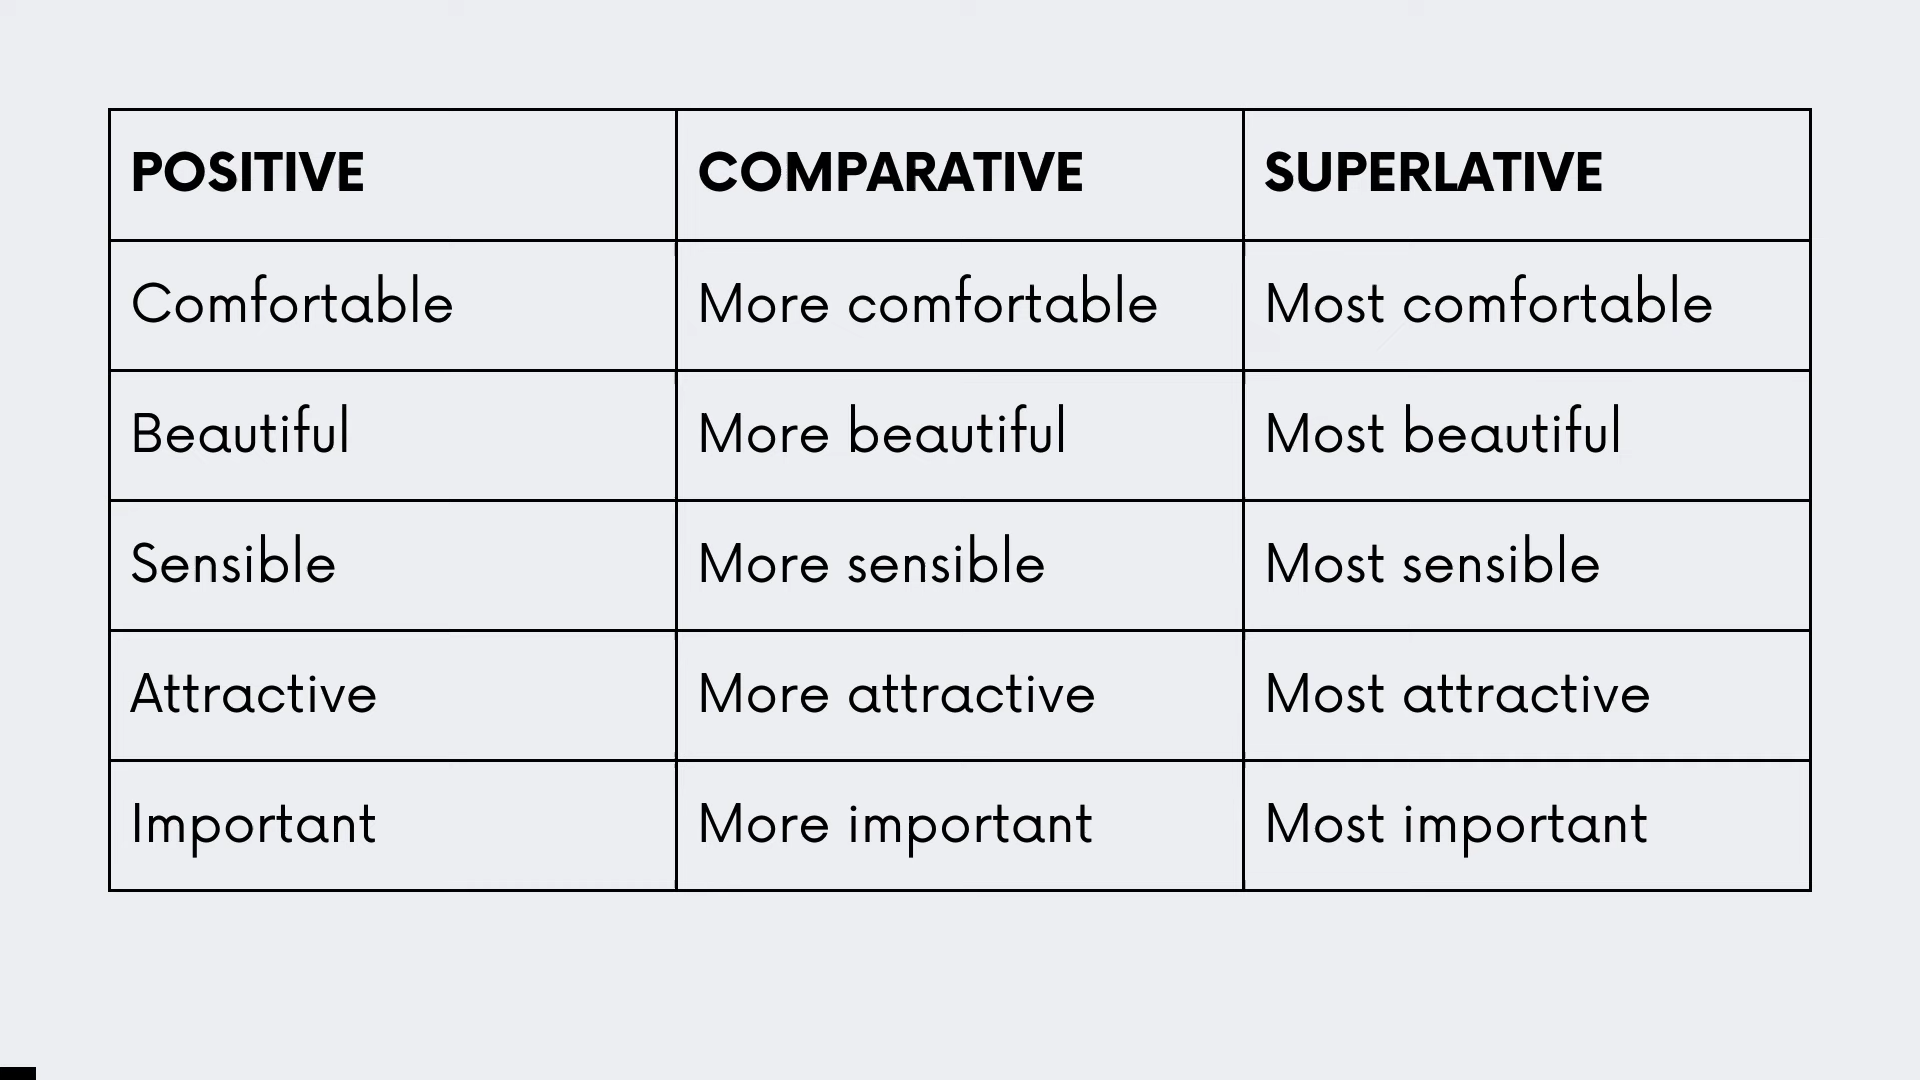 POSITIVE COMPARATIVE SUPERLATIVE
Comfortable More comfortable Most comfortable
Beautiful More beautiful Most beautiful
Sensible More sensible Most sensible
Attractive More attractive Most attractive
Important More important Most important